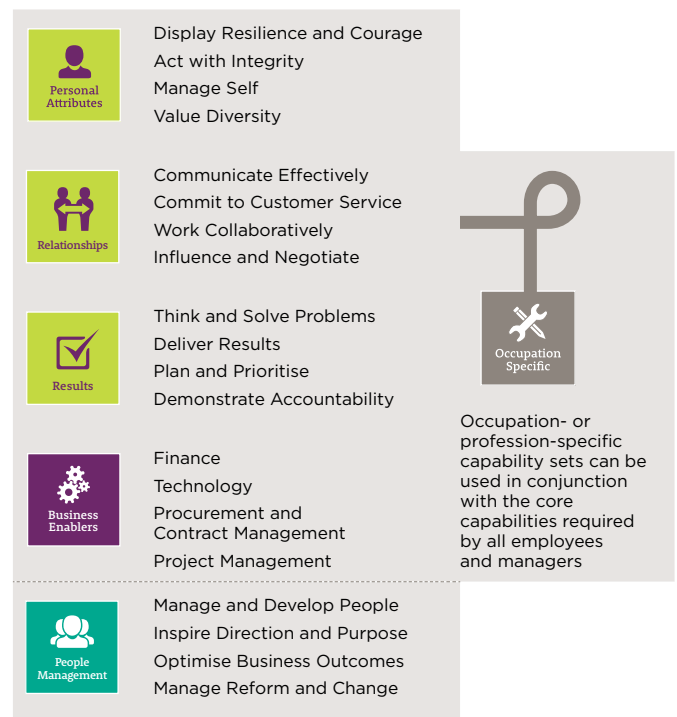 Personal
Attributes
Display Resilience and Courage
Act with Integrity
Manage Self
Value Diversity
Relationships
Communicate Effectively
Commit to Customer Service
Work Collaboratively
Influence and Negotiate
Results
Think and Solve Problems
Deliver Results
Plan and Prioritise
Demonstrate Accountability
Business
Enablers
Finance
Technology
Procurement and
Contract Management
Project Management
People
Management
Manage and Develop People
Inspire Direction and Purpose
Optimise Business Outcomes
Manage Reform and Change
Occupation
Specific
Occupation- or
profession-specific
capability sets can be
used in conjunction
with the core
capabilities required
by all employees
and managers